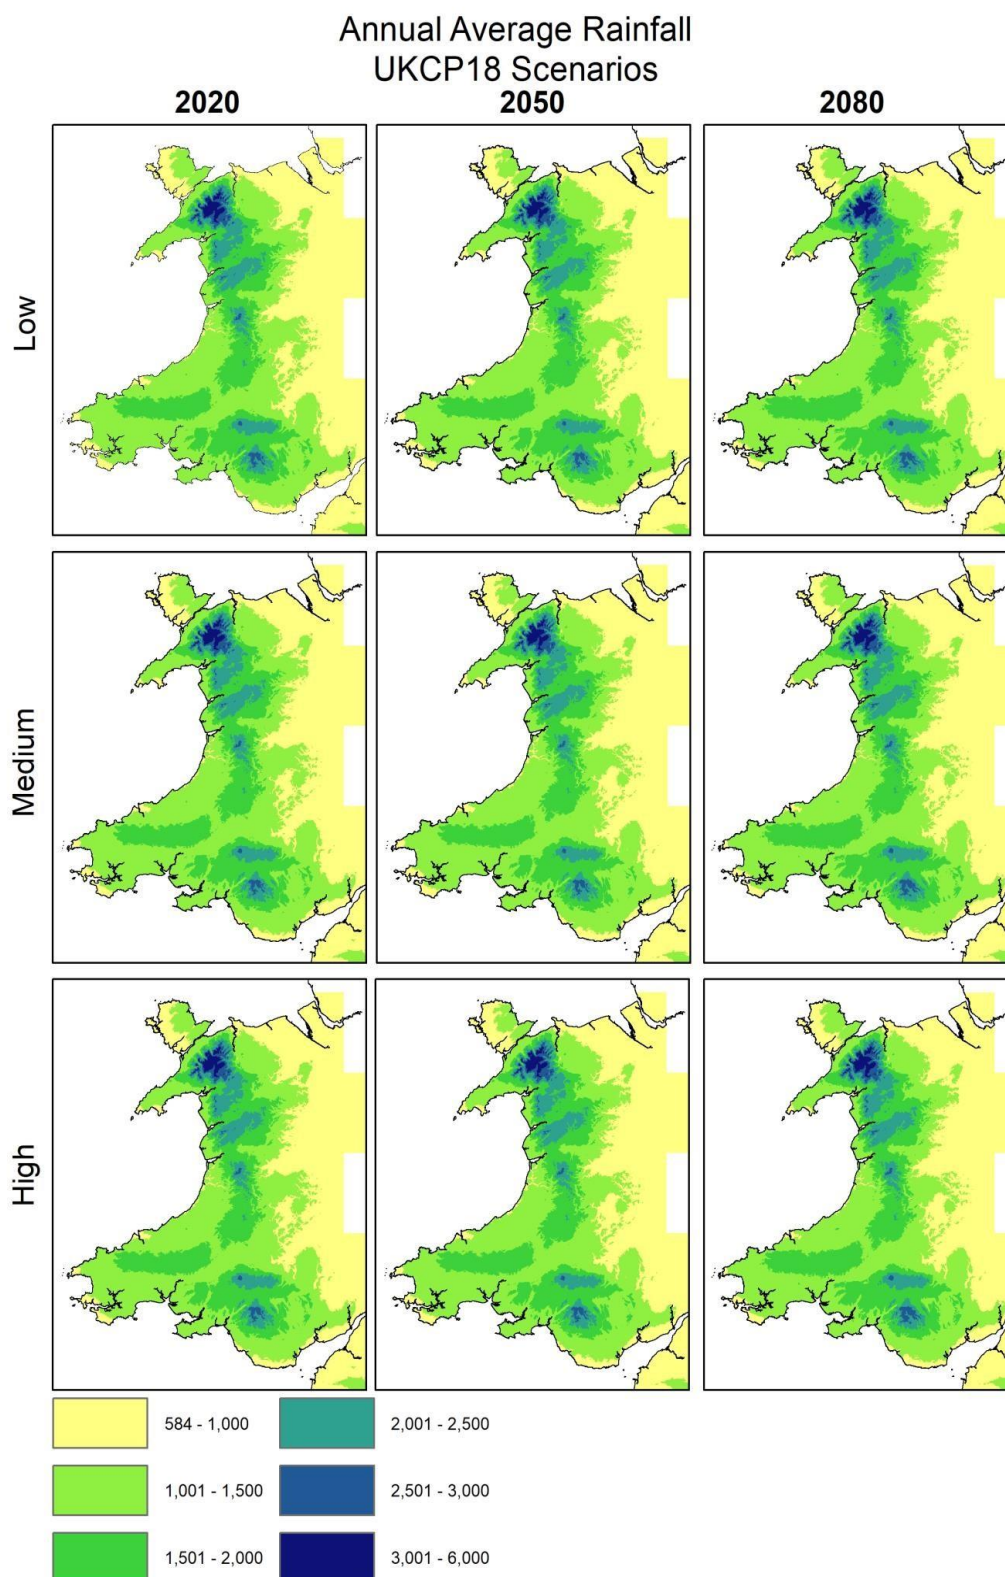 Annual Average Rainfall
UKCP18 Scenarios
2020 2050 2080
Low
Medium
High
584 - 1,000 2,001 - 2,500
1,001 - 1,500 2,501 - 3,000
1,501 - 2,000 3,001 - 6,000